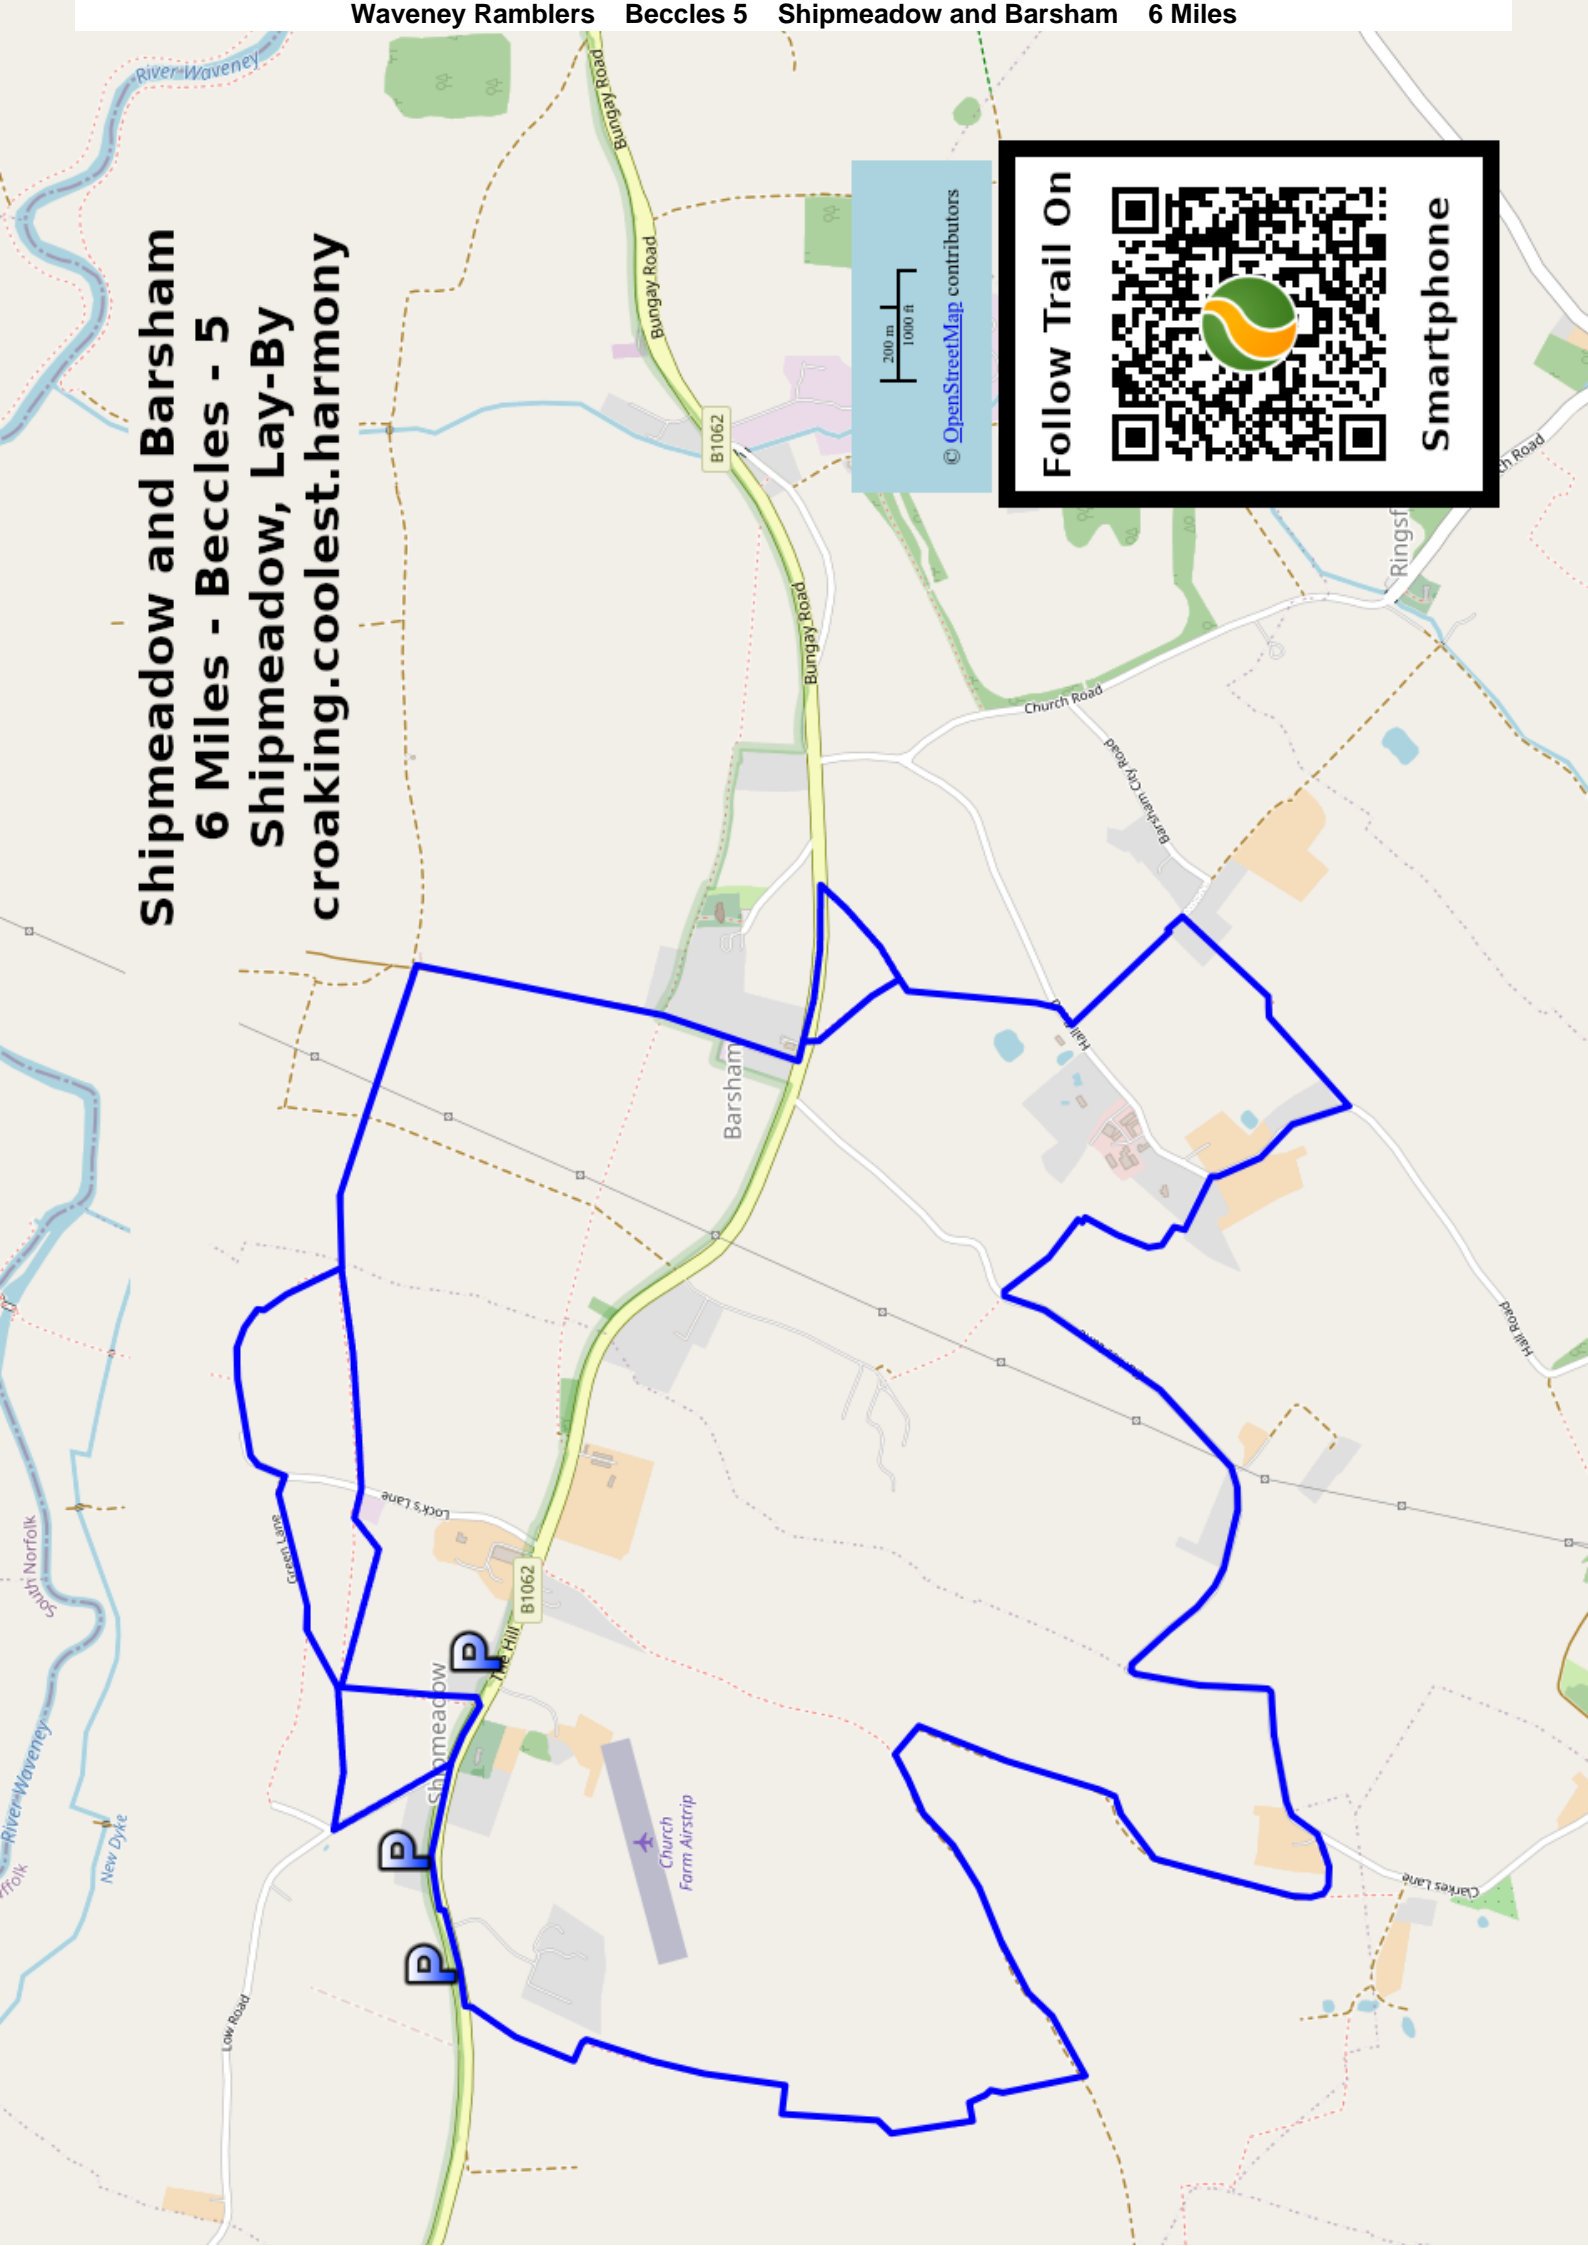 Waveney Ramblers Beccles 5 Shipmeadow and Barsham 6 Miles
Shipmeadow and Barsham
6 Miles - Beccles - 5
Shipmeadow, Lay-By
croaking.coolest.harmony
River Waveney
Bungay Road
Bungay Road
B1062
Bungay Road
200 m
1000 ft
© OpenStreetMap contributors
Follow Trail On
Smartphone
Church Road
Barsham City Road
Barsham
Hall
Hall Road
Lock's Lane
Green Lane
B1062
The Hill
Shipmeadow
P
P
P
Church
Farm Airstrip
Clarkes Lane
Low Road
South Norfolk
River Waveney
New Dyke